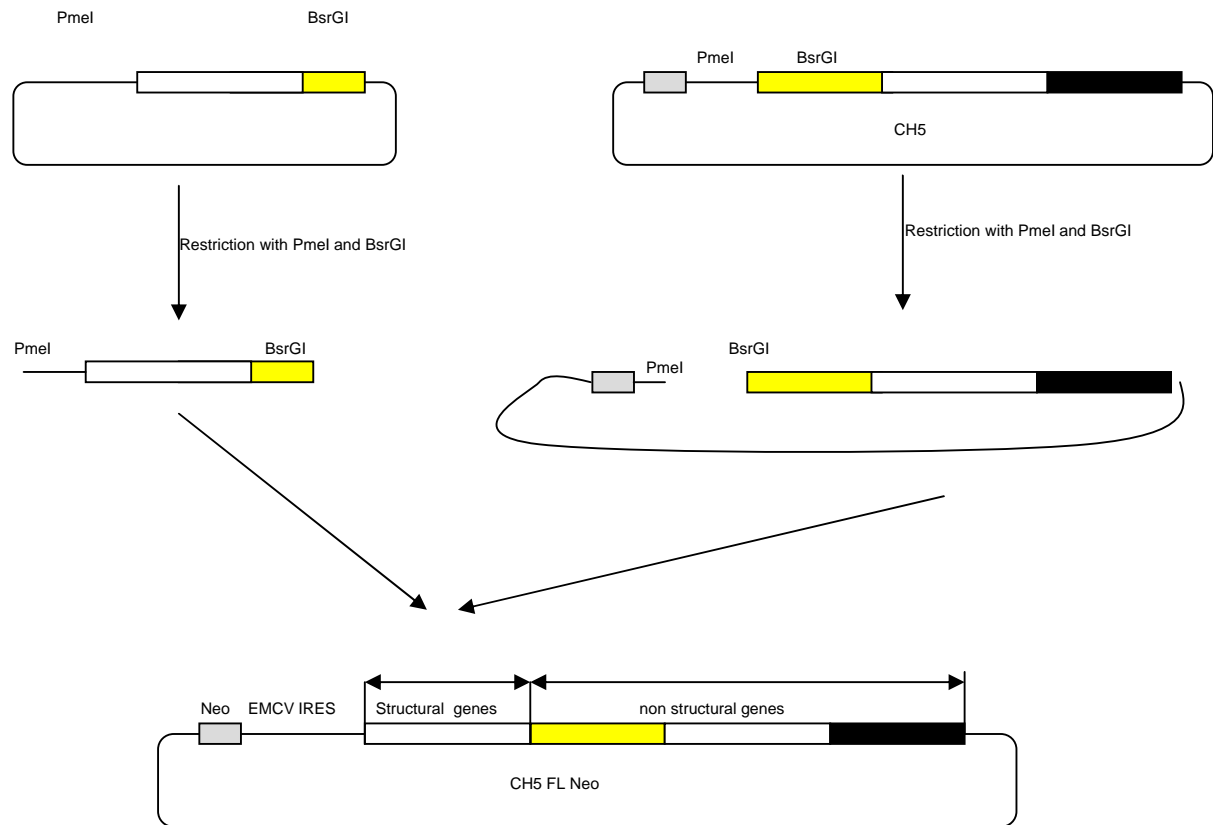 PmeI
BsrGI
PmeI
BsrGI
CH5
Restriction with PmeI and BsrGI
Restriction with PmeI and BsrGI
PmeI
BsrGI
PmeI
BsrGI
Neo
EMCV IRES
Structural genes
non structural genes
CH5 FL Neo